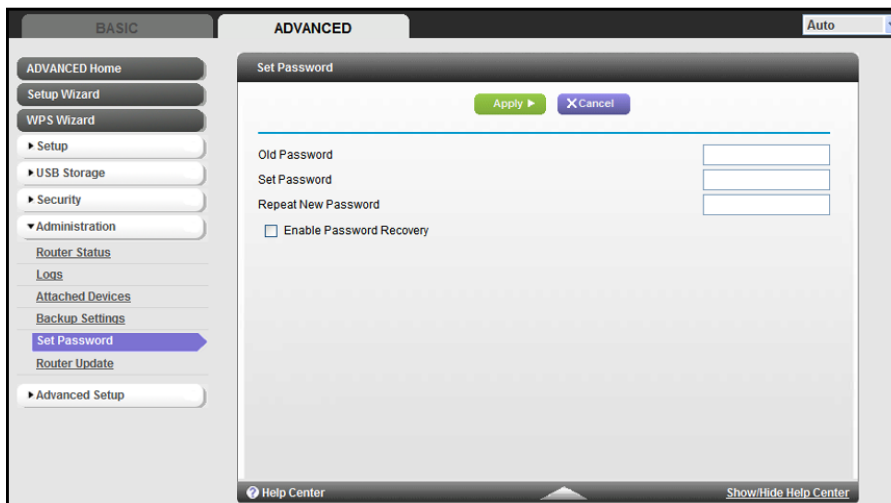 BASIC
ADVANCED
Auto
ADVANCED Home
Setup Wizard
WPS Wizard
Setup
USB Storage
Security
Administration
Router Status
Logs
Attached Devices
Backup Settings
Set Password
Router Update
Advanced Setup
Set Password
Apply
Cancel
Old Password
Set Password
Repeat New Password
Enable Password Recovery
Help Center
Show/Hide Help Center